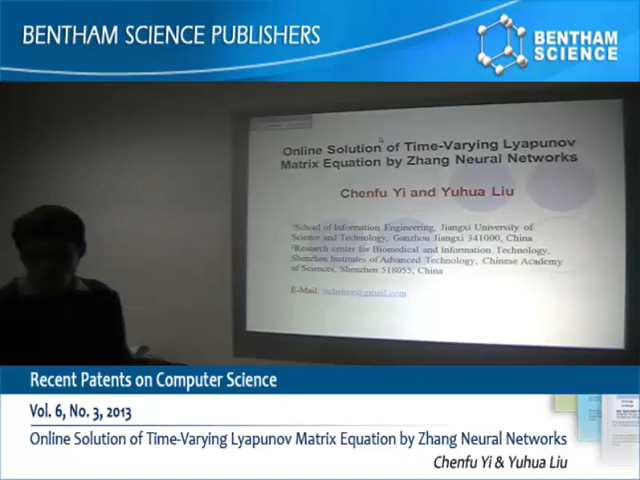 BENTHAM SCIENCE PUBLISHERS
BENTHAM
SCIENCE
Online Solution of Time-Varying Lyapunov
Matrix Equation by Zhang Neural Networks
Chenfu Yi and Yuhua Liu
¹School of Information Engineering, Jiangxi University of
Science and Technology, Ganzhou Jiangxi 341000, China
²Research center for Biomedical and Information Technology,
Shenzhen Institutes of Advanced Technology, Chinese Academy
of Sciences, Shenzhen 518055, China
E-Mail:
Recent Patents on Computer Science
Vol. 6, No. 3, 2013
Online Solution of Time-Varying Lyapunov Matrix Equation by Zhang Neural Networks
Chenfu Yi & Yuhua Liu